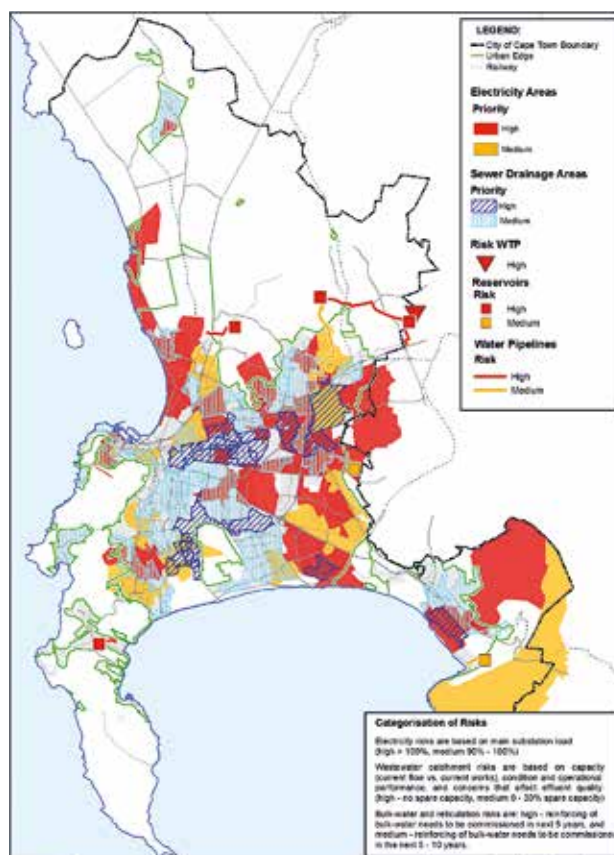 LEGEND:
City of Cape Town Boundary
Urban Edge
Railway
Electricity Areas
Priority
High
Medium
Sewer Drainage Areas
Priority
High
Medium
Risk WTP
High
Reservoirs
Risk
High
Medium
Water Pipelines
Risk
High
Medium
Categorisation of Risks
Electricity risks are based on main substation load
(high > 100%, medium 90% - 100%)
Wastewater catchment risks are based on capacity
(current flow vs. current works), condition and operational
performance, and concerns that affect effluent quality
(high - no spare capacity, medium 0 - 30% spare capacity)
Bulk-water and reticulation risks are: high - reinforcing of
bulk-water needs to be commissioned in next 5 years, and
medium - reinforcing of bulk-water needs to be commissioned
in the next 5 - 10 years.